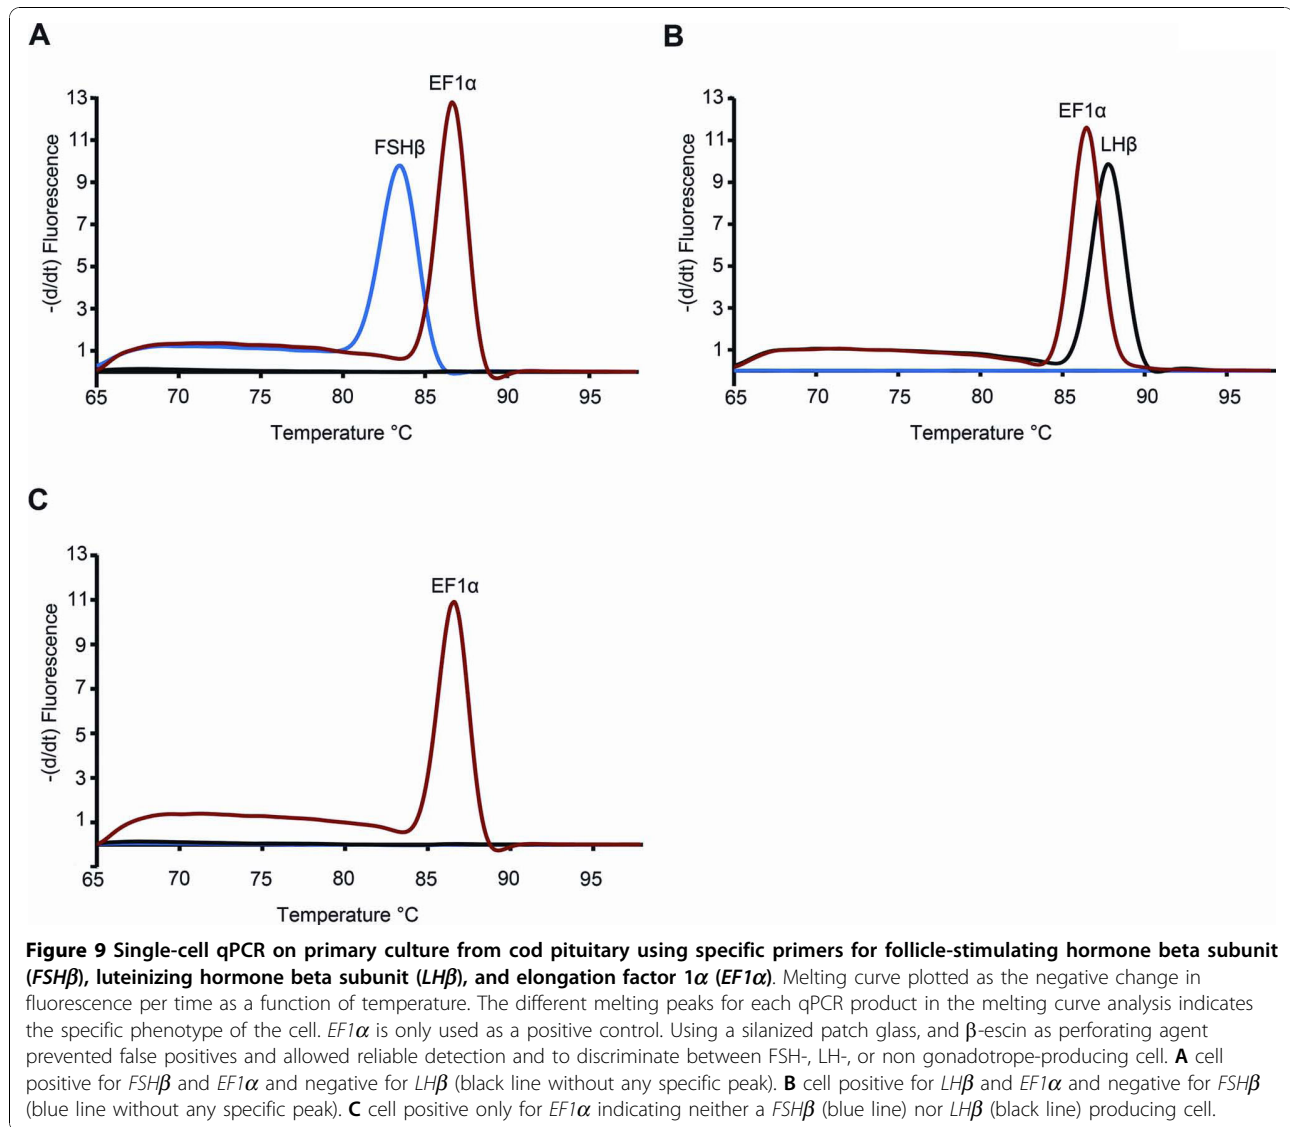 A
EF1α
FSHβ
13
11
9
7
5
3
1
-(d/dt) Fluorescence
65 70 75 80 85 90 95
Temperature °C
B
EF1α
LHβ
13
11
9
7
5
3
1
-(d/dt) Fluorescence
65 70 75 80 85 90 95
Temperature °C
C
EF1α
13
11
9
7
5
3
1
-(d/dt) Fluorescence
65 70 75 80 85 90 95
Temperature °C
Figure 9 Single-cell qPCR on primary culture from cod pituitary using specific primers for follicle-stimulating hormone beta subunit
(FSHβ), luteinizing hormone beta subunit (LHβ), and elongation factor 1α (EF1α). Melting curve plotted as the negative change in
fluorescence per time as a function of temperature. The different melting peaks for each qPCR product in the melting curve analysis indicates
the specific phenotype of the cell. EF1α is only used as a positive control. Using a silanized patch glass, and β-escin as perforating agent
prevented false positives and allowed reliable detection and to discriminate between FSH-, LH-, or non gonadotrope-producing cell. A cell
positive for FSHβ and EF1α and negative for LHβ (black line without any specific peak). B cell positive for LHβ and EF1α and negative for FSHβ
(blue line without any specific peak). C cell positive only for EF1α indicating neither a FSHβ (blue line) nor LHβ (black line) producing cell.